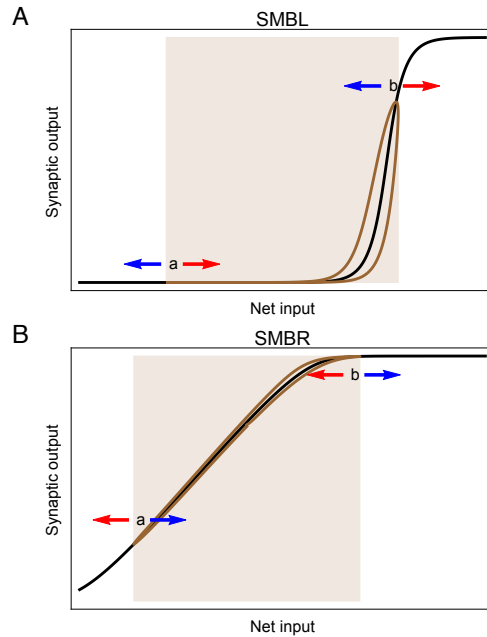 A
SMBL
Synaptic output
b
a
Net input
B
SMBR
Synaptic output
b
a
Net input